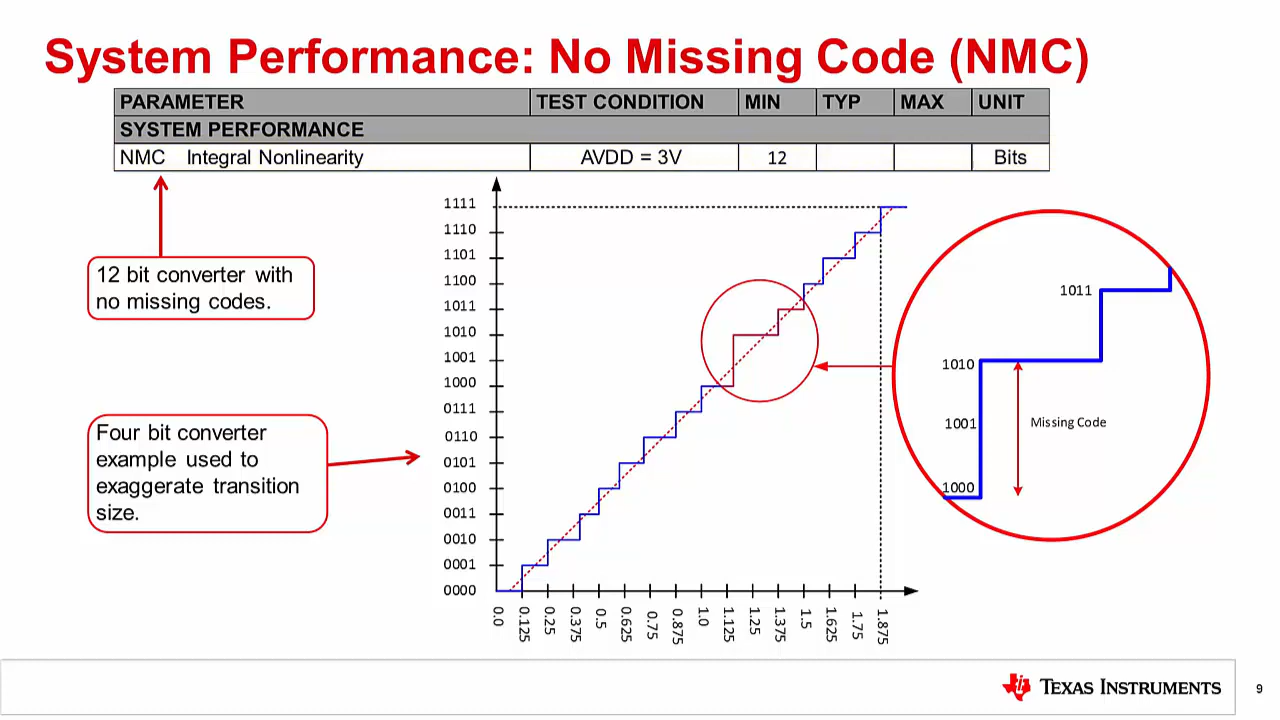 System Performance: No Missing Code (NMC)
PARAMETER TEST CONDITION MIN TYP MAX UNIT
SYSTEM PERFORMANCE
NMC Integral Nonlinearity AVDD = 3V 12 Bits
12 bit converter with
no missing codes.
Four bit converter
example used to
exaggerate transition
size.
1111
1110
1101
1100
1011
1010
1001
1000
0111
0110
0101
0100
0011
0010
0001
0000
0.0 0.125 0.25 0.375 0.5 0.625 0.75 0.875 1.0 1.125 1.25 1.375 1.5 1.625 1.75 1.875
1011
1010
1001 Missing Code
1000
TEXAS INSTRUMENTS
9